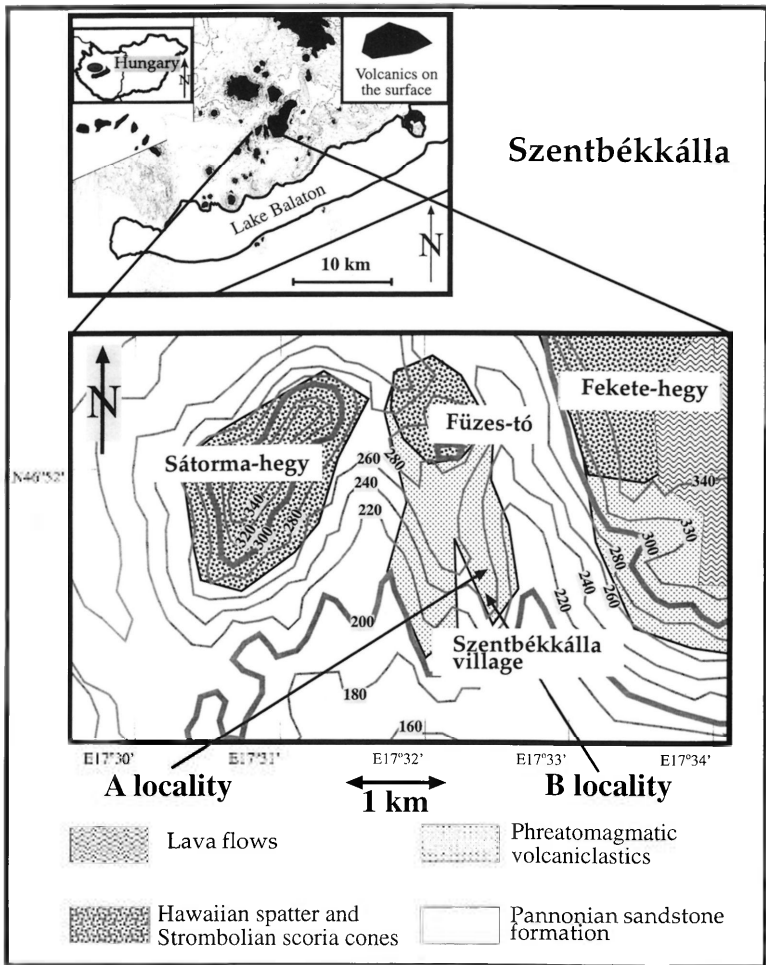 Hungary
N
Volcanics on
the surface
Szentbékkálla
Lake Balaton
N
10 km
N
Fekete-hegy
Füzes-tó
Sátorma-hegy
N46°52'
260
280
240
220
340
320
300
280
340
330
300
280
260
240
220
200
180
160
Szentbékkálla
village
E17°30'
E17°31'
E17°32'
E17°33'
E17°34'
A locality
1 km
B locality
Lava flows
Phreatomagmatic
volcaniclastics
Hawaiian spatter and
Strombolian scoria cones
Pannonian sandstone
formation